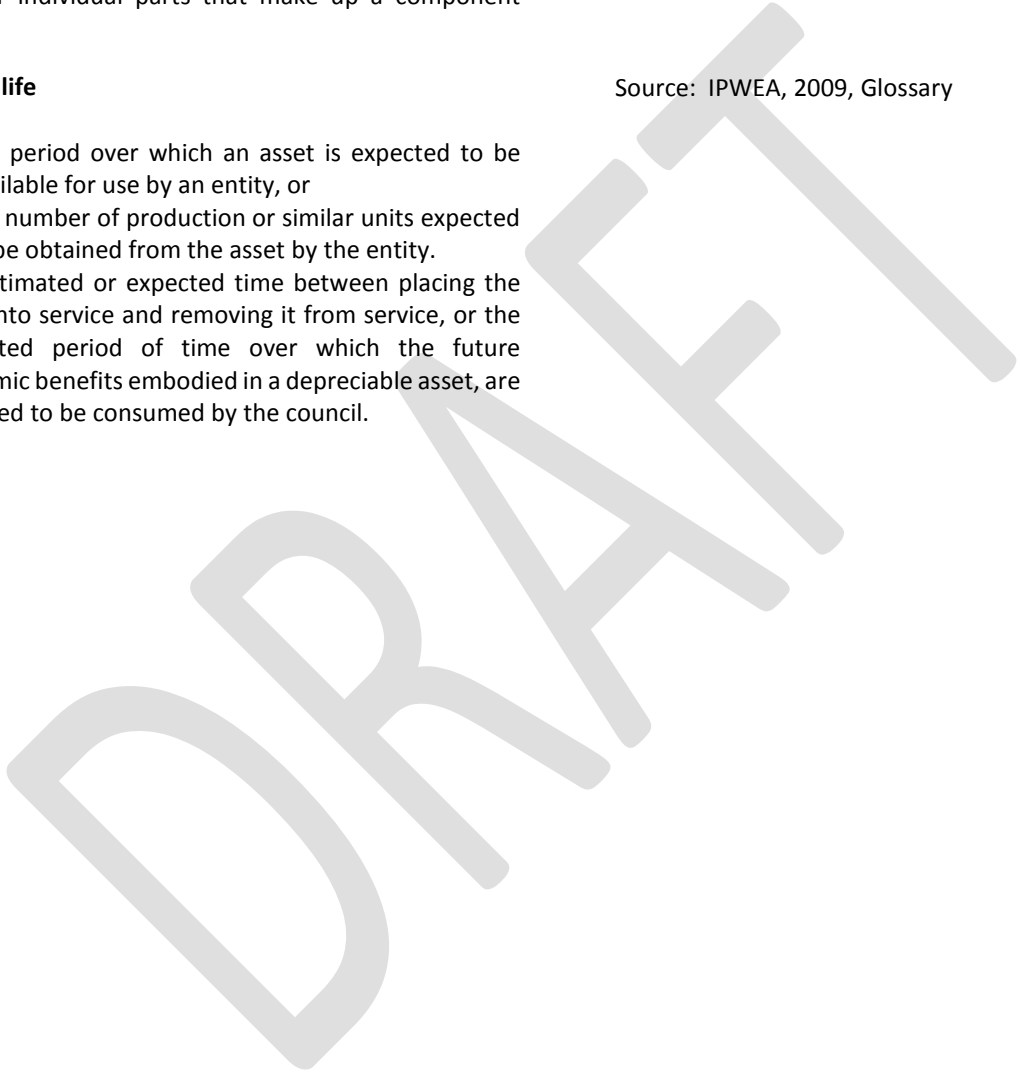 individual parts that make up a component
life
period over which an asset is expected to be
ilable for use by an entity, or
number of production or similar units expected
be obtained from the asset by the entity.
timated or expected time between placing the
nto service and removing it from service, or the
ted period of time over which the future
mic benefits embodied in a depreciable asset, are
ed to be consumed by the council.
Source: IPWEA, 2009, Glossary
DRAFT